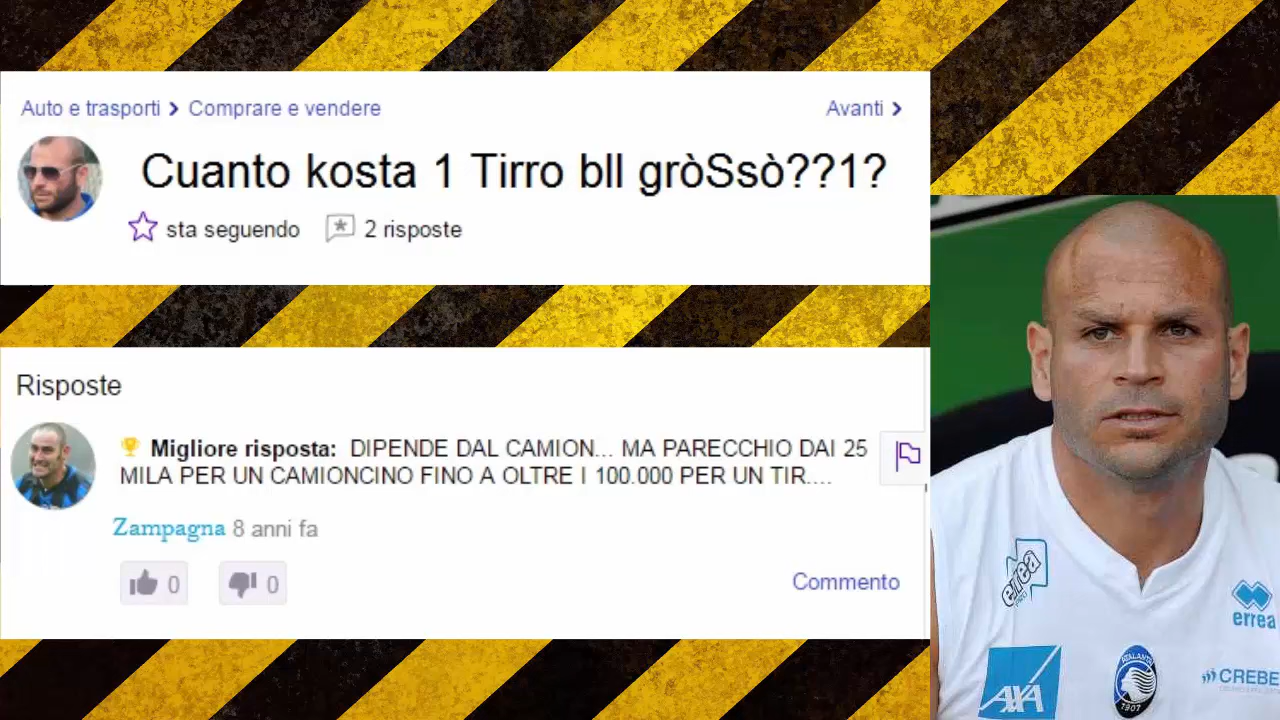 Auto e trasporti > Comprare e vendere
Avanti >
Cuanto kosta 1 Tirro bll gròSsò??1?
sta seguendo 2 risposte
Risposte
Migliore risposta: DIPENDE DAL CAMION... MA PARECCHIO DAI 25
MILA PER UN CAMIONCINO FINO A OLTRE I 100.000 PER UN TIR....
Zampagna 8 anni fa
0 0
Commento
erreà
errea
AXA
ATALANTA
1907
CREBE